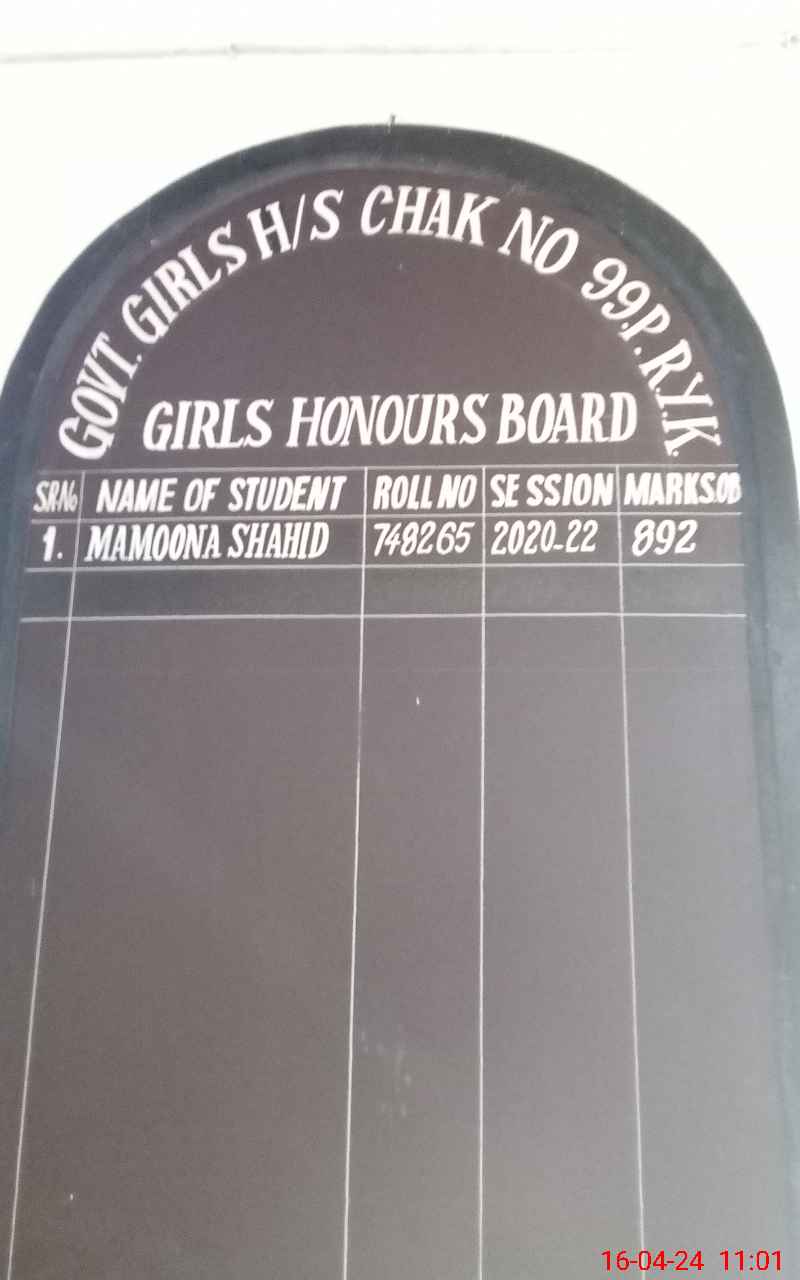 GOVT. GIRLS H/S CHAK NO 99.P. R.Y.K.
GIRLS HONOURS BOARD
SR.No NAME OF STUDENT ROLL NO SESSION MARKS.OB
1. MAMOONA SHAHID 748265 2020-22 892
16-04-24 11:01